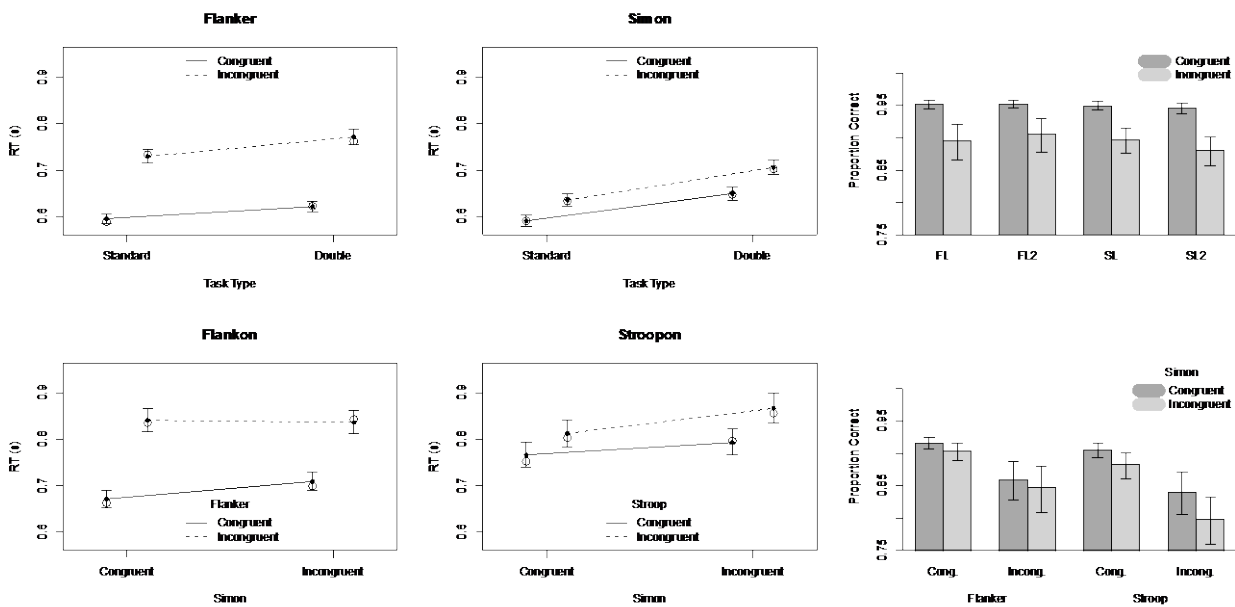 Flanker
Congruent
Incongruent
RT (s)
0.9
0.8
0.7
0.6
Standard
Double
Task Type
Simon
Congruent
Incongruent
RT (s)
0.9
0.8
0.7
0.6
Standard
Double
Task Type
Congruent
Incongruent
Proportion Correct
0.95
0.85
0.75
FL
FL2
SL
SL2
Flankon
RT (s)
0.9
0.8
0.7
0.6
Flanker
Congruent
Incongruent
Congruent
Incongruent
Simon
Stroopon
RT (s)
0.9
0.8
0.7
0.6
Stroop
Congruent
Incongruent
Congruent
Incongruent
Simon
Simon
Congruent
Incongruent
Proportion Correct
0.95
0.85
0.75
Cong.
Incong.
Cong.
Incong.
Flanker
Stroop